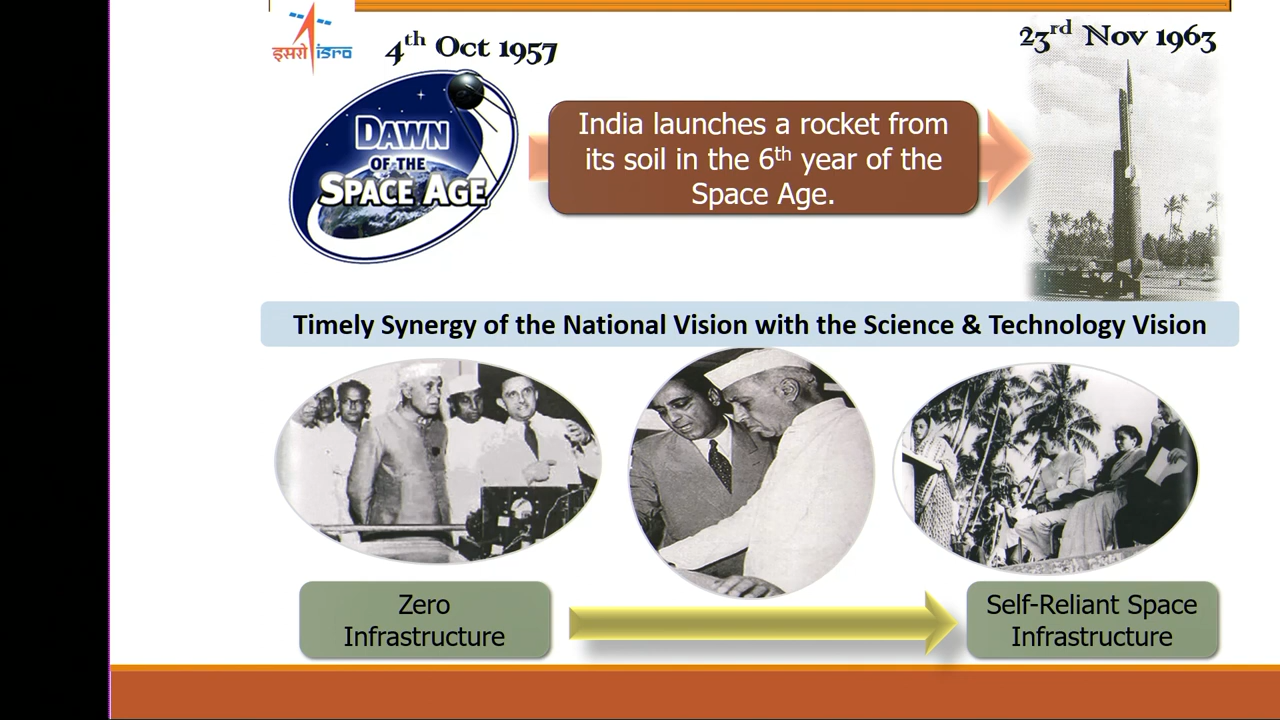 इसरो isro
4th Oct 1957
23rd Nov 1963
DAWN
OF THE
SPACE AGE
India launches a rocket from
its soil in the 6th year of the
Space Age.
Timely Synergy of the National Vision with the Science & Technology Vision
Zero
Infrastructure
Self-Reliant Space
Infrastructure